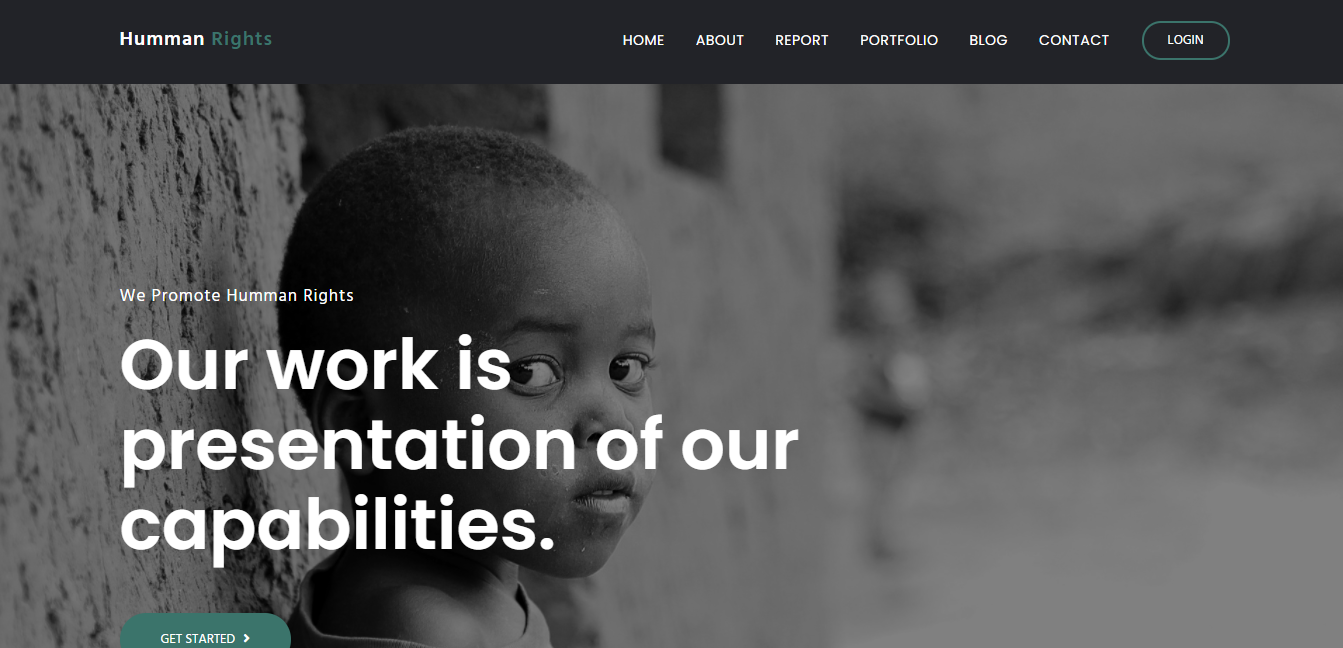 Humman Rights
HOME ABOUT REPORT PORTFOLIO BLOG CONTACT LOGIN
We Promote Humman Rights
Our work is
presentation of our
capabilities.
GET STARTED